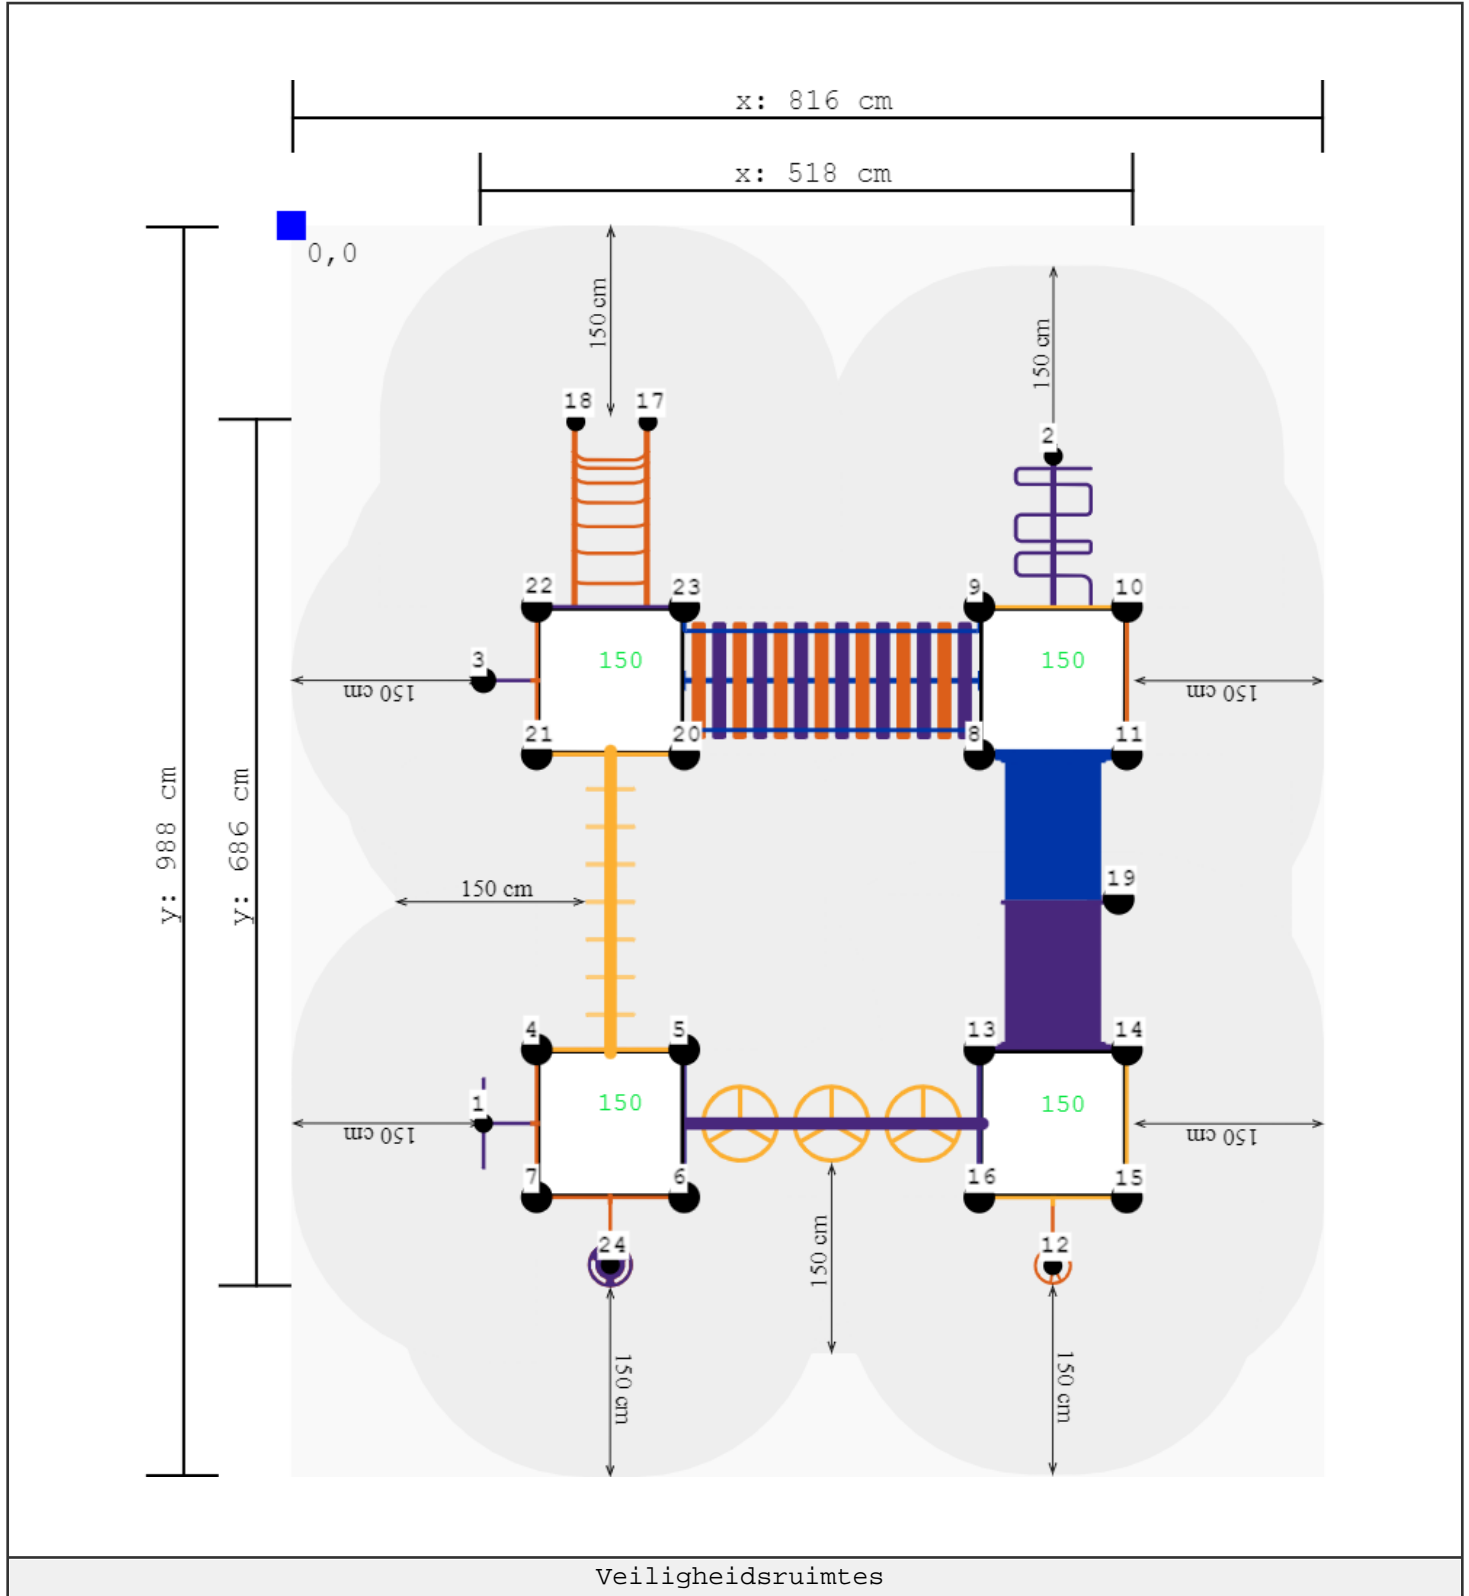 x: 816 cm
x: 518 cm
0,0
150 cm
150 cm
18 17
2
22 23 9 10
150 150
3
150 cm
150 cm
21 20 8 11
y: 988 cm
y: 686 cm
150 cm
19
4 5 13 14
150 150
1
150 cm
150 cm
7 6 16 15
150 cm
24 12
150 cm
150 cm
Veiligheidsruimtes